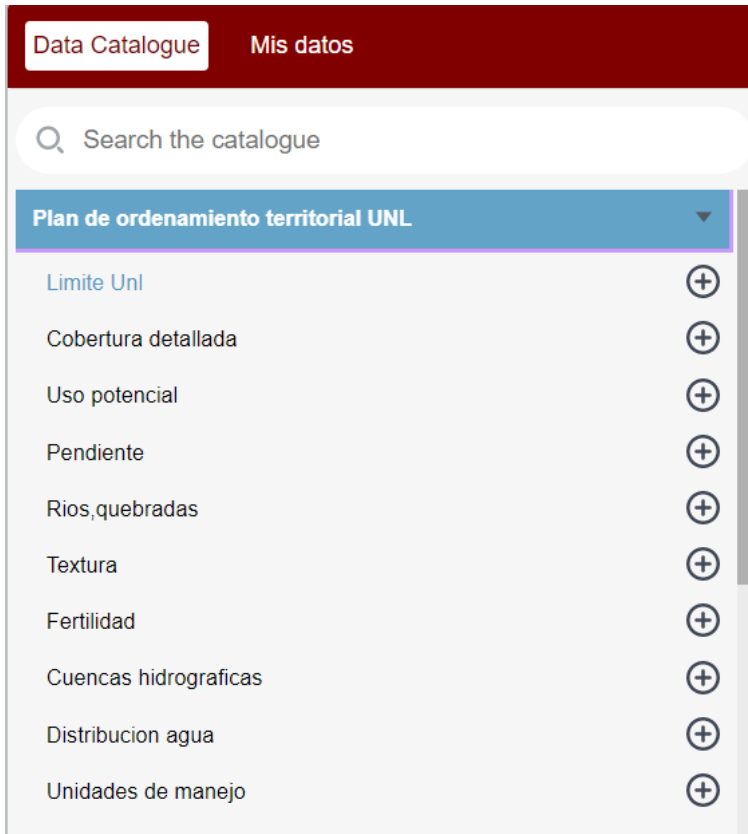 Data Catalogue Mis datos
Search the catalogue
Plan de ordenamiento territorial UNL
Limite Unl
Cobertura detallada
Uso potencial
Pendiente
Rios,quebradas
Textura
Fertilidad
Cuencas hidrograficas
Distribucion agua
Unidades de manejo